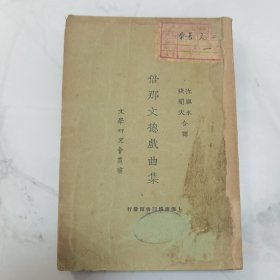 沈雁冰
張聞天合譯
倍那文德戲曲集
文學研究會叢書
上海商務印書館發行